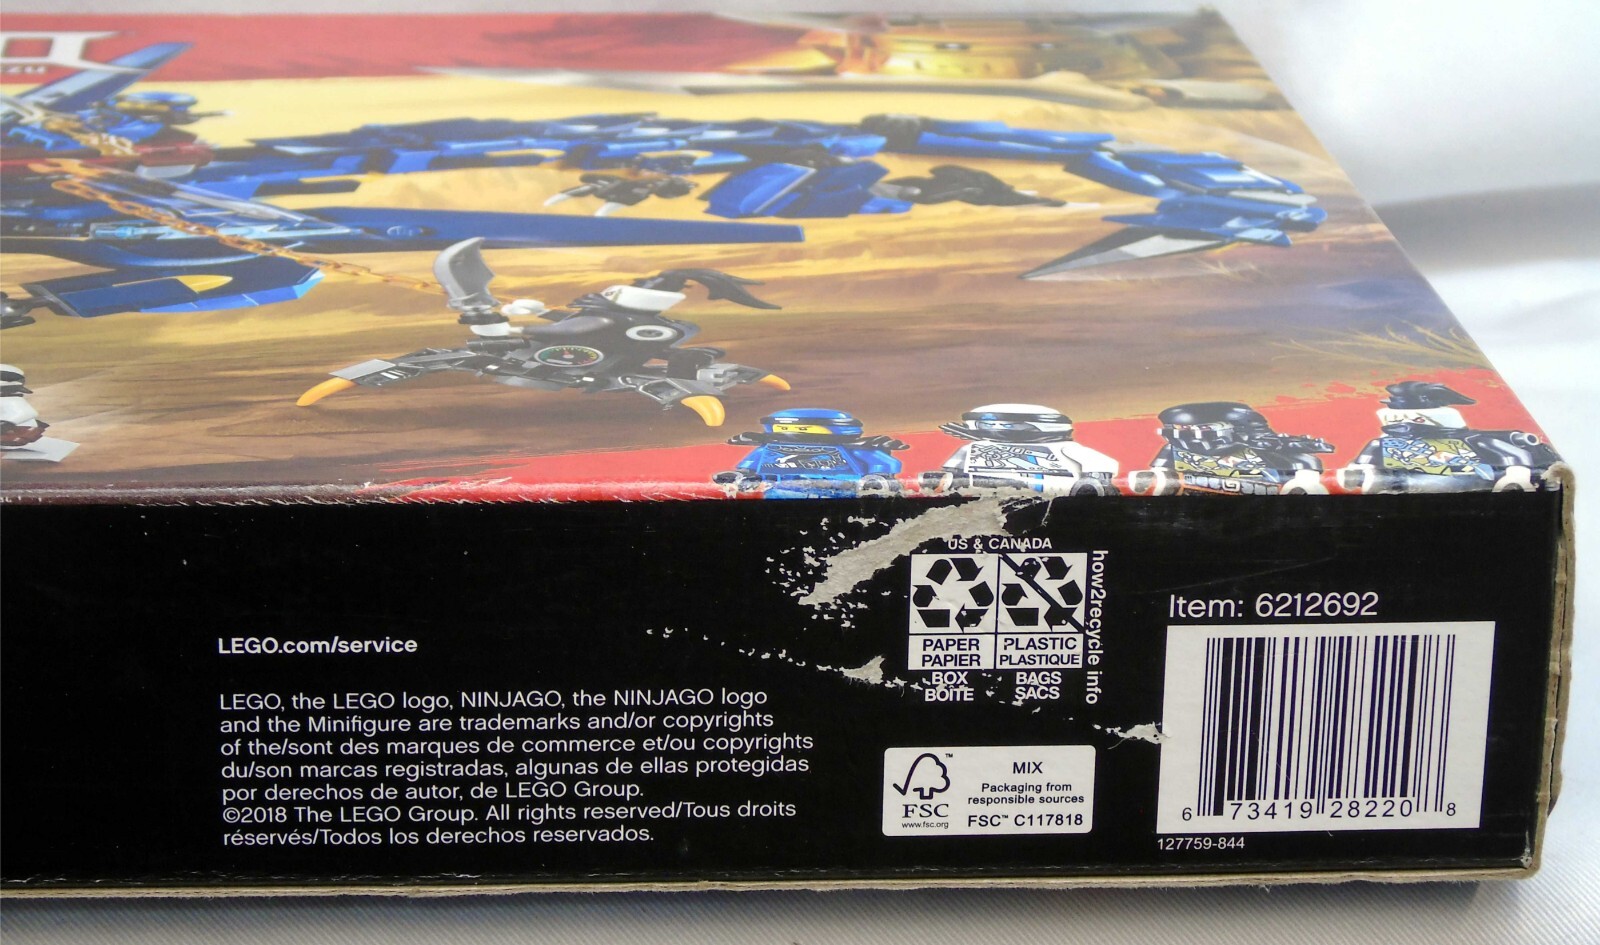 US & CANADA
PAPER
PAPIER
BOX
BOÎTE
PLASTIC
PLASTIQUE
BAGS
SACS
how2recycle.info
Item: 6212692
LEGO.com/service
LEGO, the LEGO logo, NINJAGO, the NINJAGO logo
and the Minifigure are trademarks and/or copyrights
of the/sont des marques de commerce et/ou copyrights
du/son marcas registradas, algunas de ellas protegidas
por derechos de autor, de LEGO Group.
©2018 The LEGO Group. All rights reserved/Tous droits
réservés/Todos los derechos reservados.
FSC
www.fsc.org
MIX
Packaging from
responsible sources
FSC™ C117818
6 73419 28220 8
127759-844